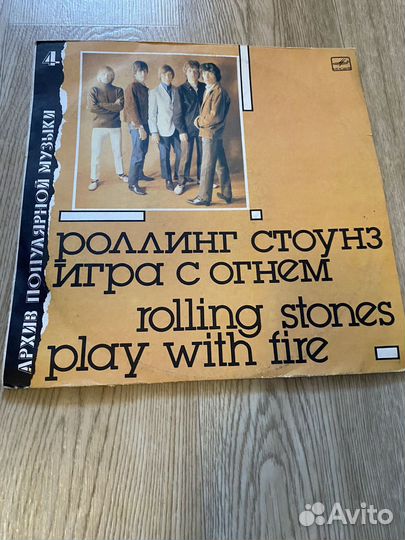 4
АРХИВ ПОПУЛЯРНОЙ МУЗЫКИ
роллинг стоунз
игра с огнем
rolling stones
play with fire
Avito